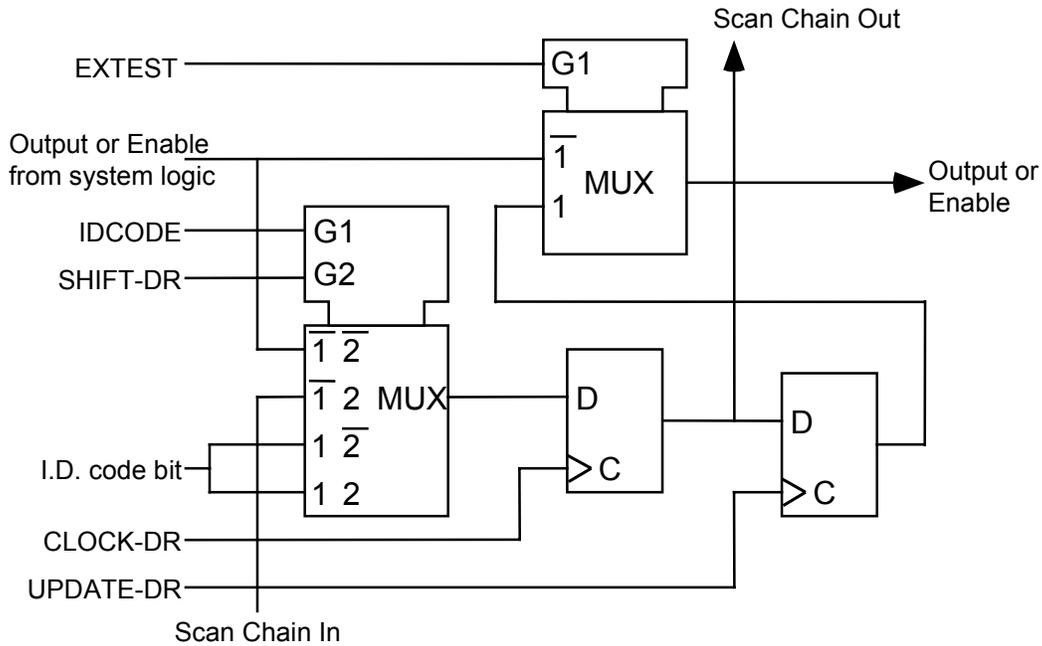 Scan Chain Out
EXTEST
G1
Output or Enable
from system logic
1
MUX
1
Output or
Enable
IDCODE
G1
SHIFT-DR
G2
1 2
1 2 MUX
1 2
1 2
I.D. code bit
D
C
D
C
CLOCK-DR
UPDATE-DR
Scan Chain In